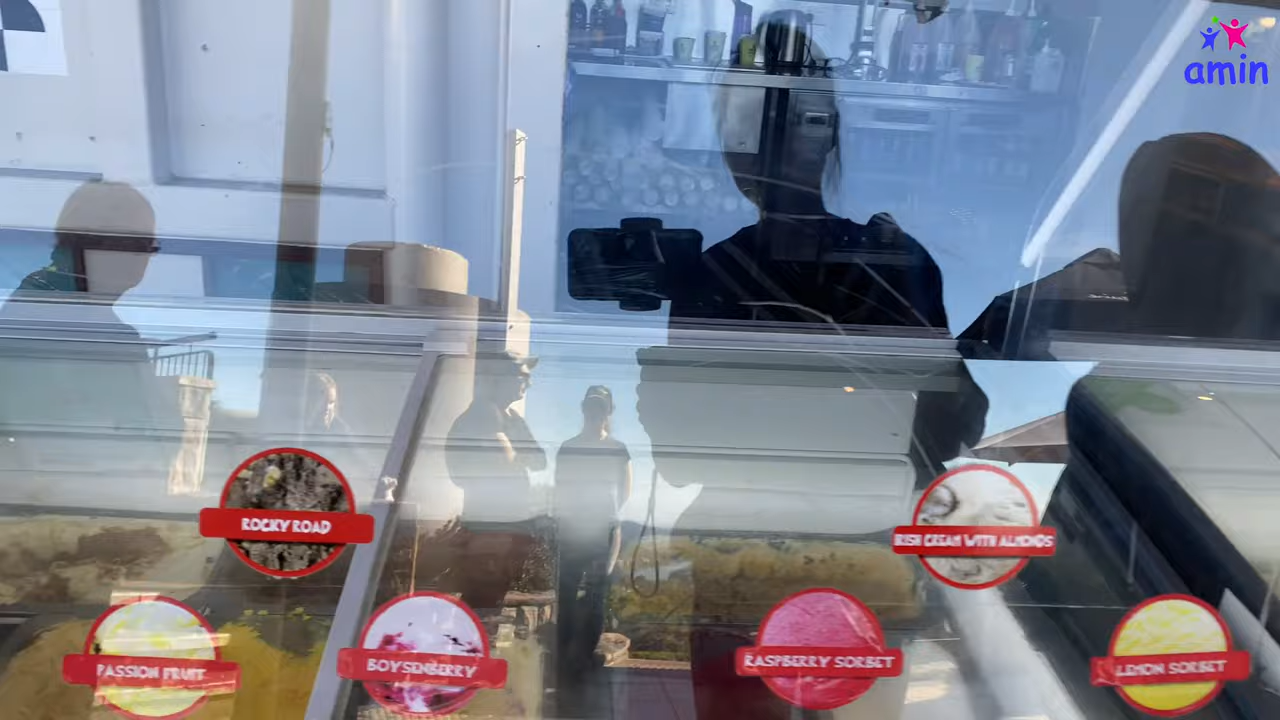 amin
ROCKY ROAD
IRISH CREAM WITH ALMONDS
PASSION FRUIT
BOYSENBERRY
RASPBERRY SORBET
LEMON SORBET